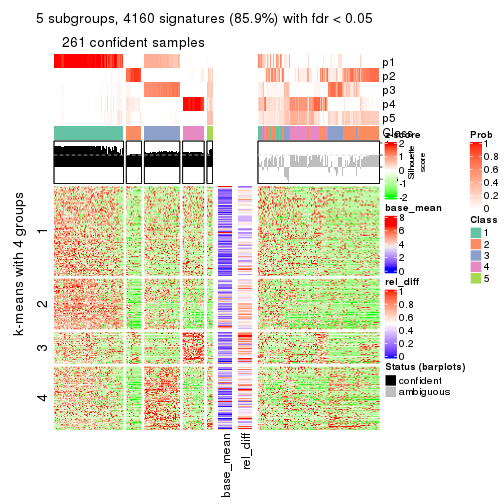 5 subgroups, 4160 signatures (85.9%) with fdr < 0.05
261 confident samples
p1
p2
p3
p4
p5
Class
z-score
2
1
0
-1
-2
Silhouette
score
Prob
1
0.8
0.6
0.4
0.2
0
base_mean
8
6
4
2
0
Class
1
2
3
4
5
rel_diff
1
0.8
0.6
0.4
0.2
0
Status (barplots)
confident
ambiguous
k-means with 4 groups
1
2
3
4
base_mean
rel_diff